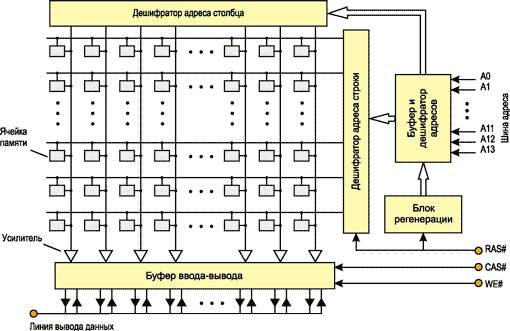 Дешифратор адреса столбца
Дешифратор адреса строки
Буфер и
дешифратор
адресов
A0
A1
A11
A12
A13
Шина адреса
Ячейка
памяти
Блок
регенерации
Усилитель
RAS#
CAS#
WE#
Буфер ввода-вывода
Линия вывода данных